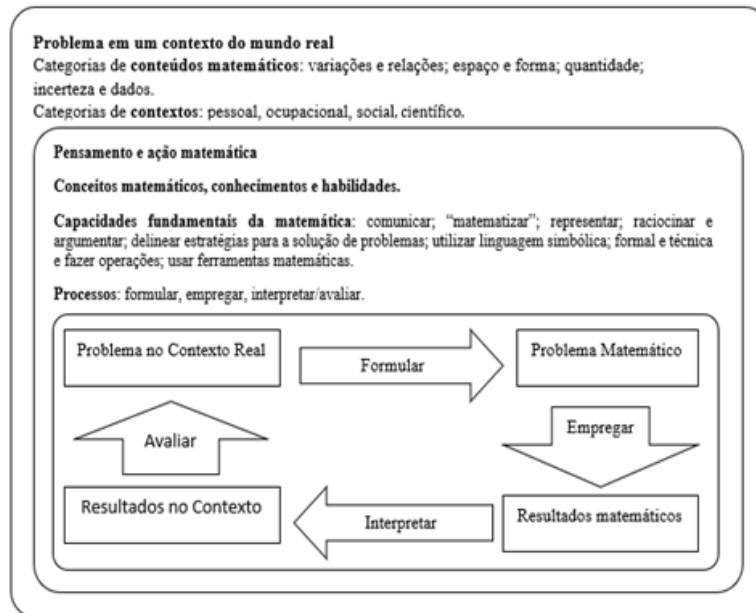 Problema em um contexto do mundo real
Categorias de conteúdos matemáticos: variações e relações; espaço e forma; quantidade;
incerteza e dados.
Categorias de contextos: pessoal, ocupacional, social, científico.
Pensamento e ação matemática
Conceitos matemáticos, conhecimentos e habilidades.
Capacidades fundamentais da matemática: comunicar; “matematizar”; representar; raciocinar e
argumentar; delinear estratégias para a solução de problemas; utilizar linguagem simbólica; formal e técnica
e fazer operações; usar ferramentas matemáticas.
Processos: formular, empregar, interpretar/avaliar.
Problema no Contexto Real
Formular
Problema Matemático
Avaliar
Empregar
Resultados no Contexto
Interpretar
Resultados matemáticos